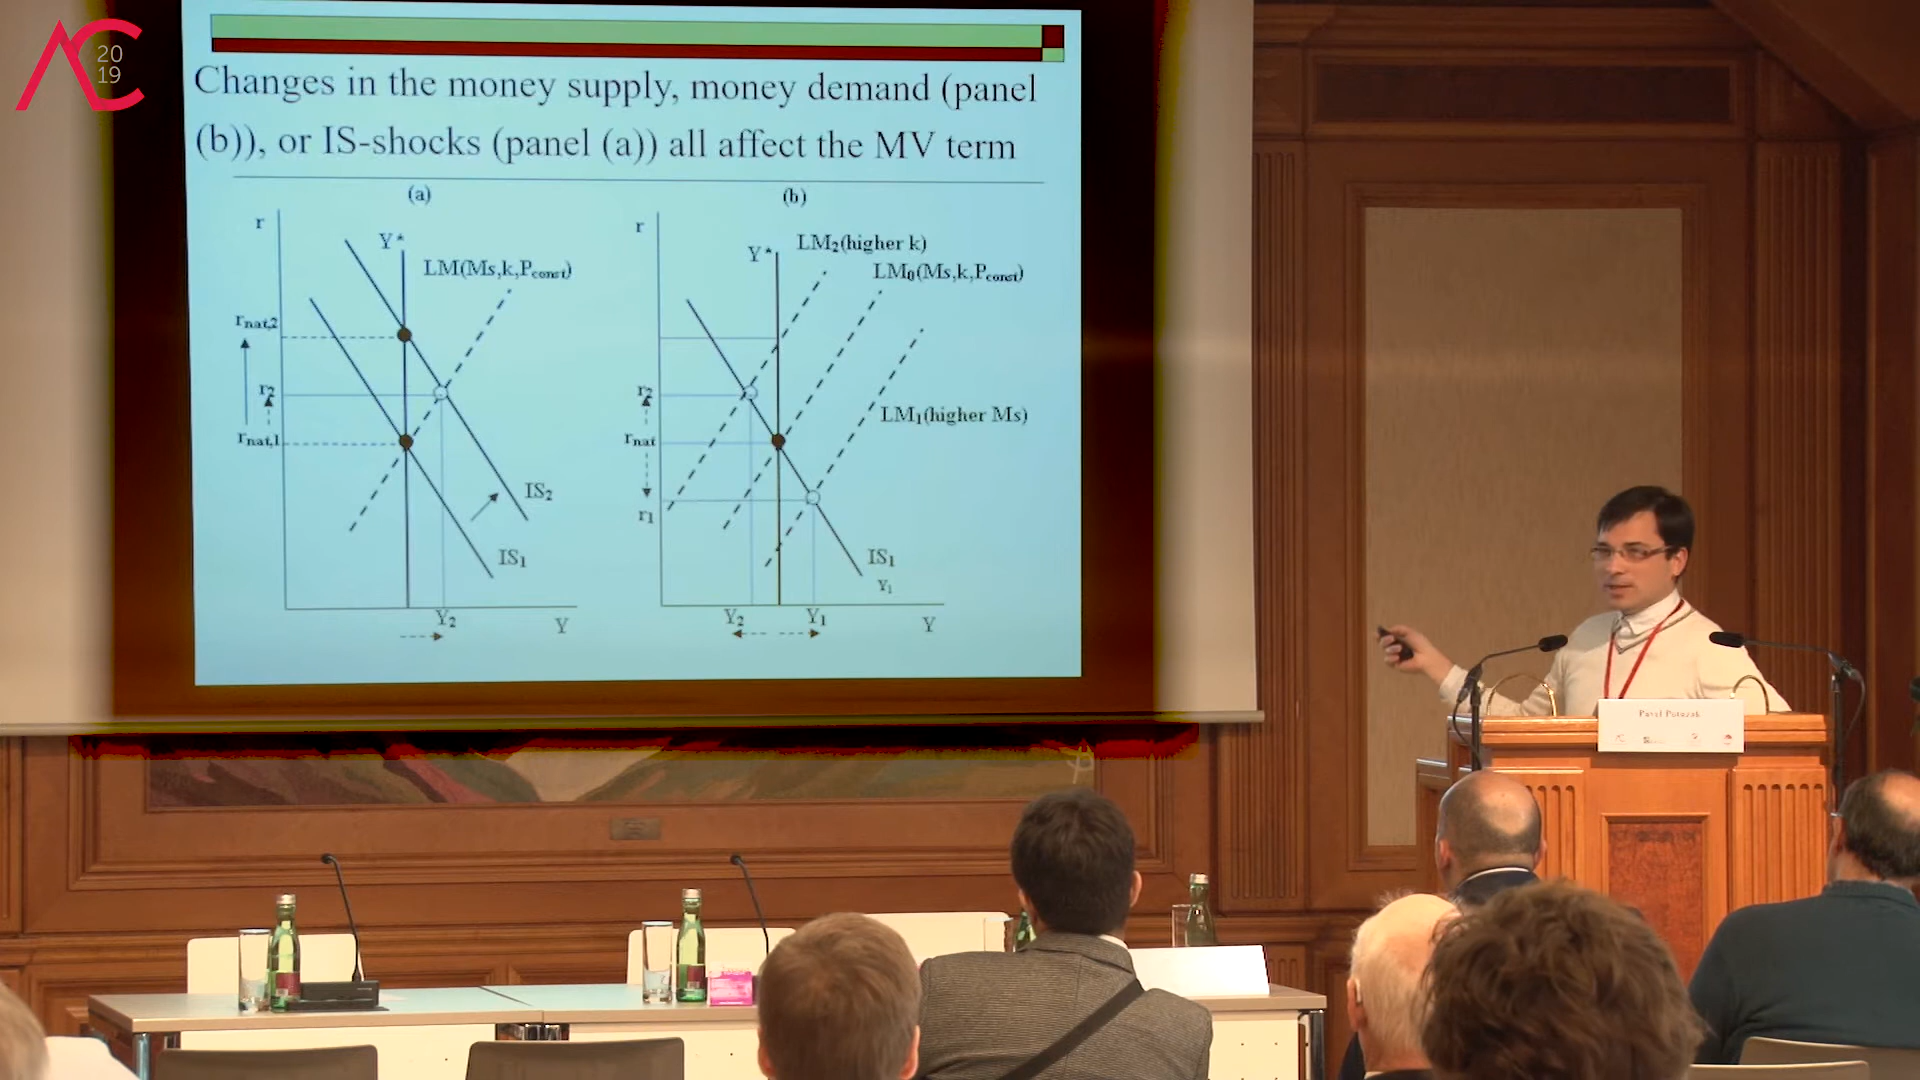 20
19
Changes in the money supply, money demand (panel
(b)), or IS-shocks (panel (a)) all affect the MV term
(a)
(b)
r
Y*
LM(Ms,k,Pconst)
rnat,2
r2
rnat,1
IS2
IS1
Y2
Y
r
Y*
LM2(higher k)
LM0(Ms,k,Pconst)
r2
LM1(higher Ms)
rnat
r1
IS1
Y1
Y2
Y1
Y
Pavel Potuzak